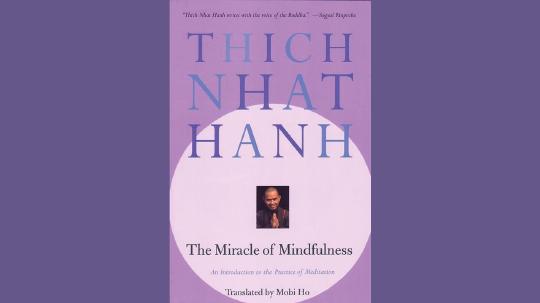 "Thich Nhat Hanh writes with the voice of the Buddha." —Sogyal Rinpoche
THICH
NHAT
HANH
The Miracle of Mindfulness
An Introduction to the Practice of Meditation
Translated by Mobi Ho